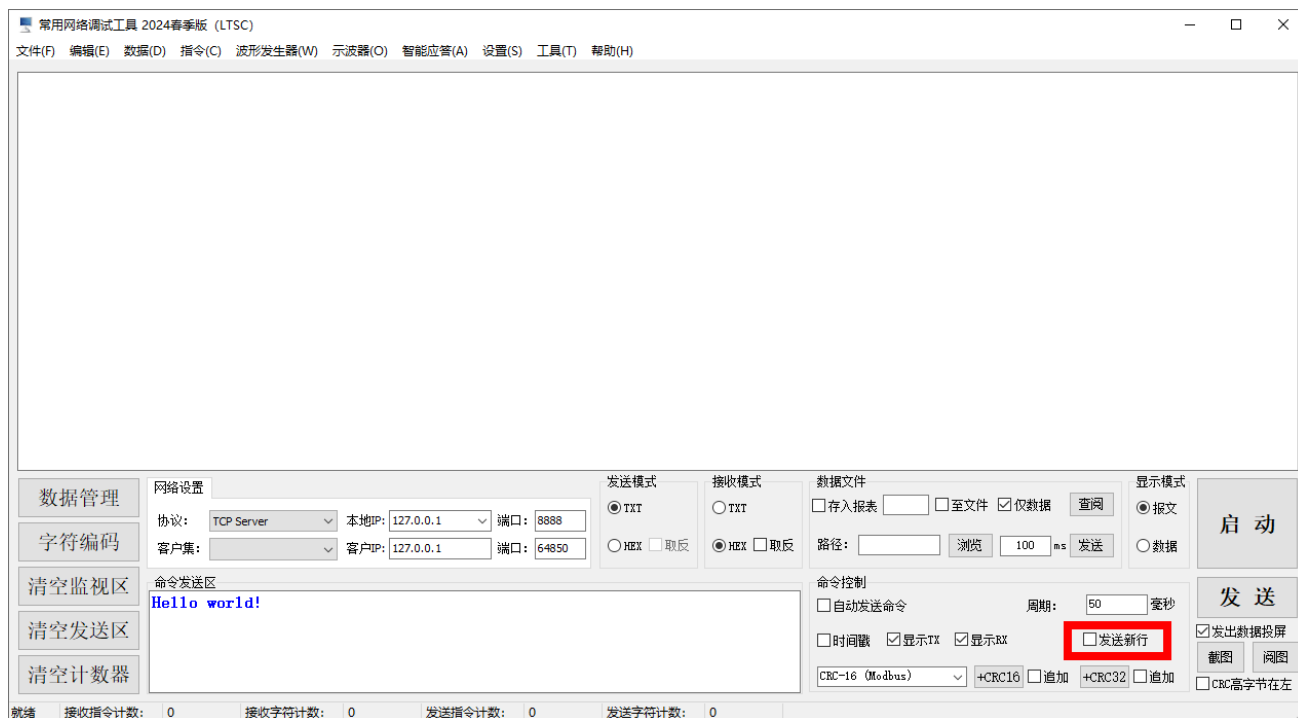 常用网络调试工具 2024春季版（LTSC）
文件(F) 编辑(E) 数据(D) 指令(C) 波形发生器(W) 示波器(O) 智能应答(A) 设置(S) 工具(T) 帮助(H)
数据管理
字符编码
清空监视区
清空发送区
清空计数器
网络设置
协议: TCP Server 本地IP: 127.0.0.1 端口: 8888
客户集: 客户IP: 127.0.0.1 端口: 64850
发送模式
TXT
HEX 取反
接收模式
TXT
HEX 取反
数据文件
存入报表 至文件 仅数据 查阅
路径: 浏览 100 ms 发送
显示模式
报文
数据
启 动
命令发送区
Hello world!
命令控制
自动发送命令 周期: 50 毫秒
时间戳 显示TX 显示RX 发送新行
CRC-16 (Modbus) +CRC16 追加 +CRC32 追加
发 送
发出数据投屏
截图 阅图
CRC高字节在左
就绪 接收指令计数: 0 接收字符计数: 0 发送指令计数: 0 发送字符计数: 0